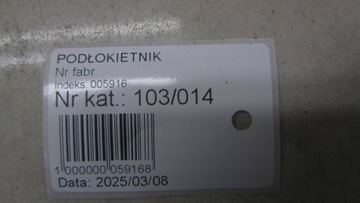 PODŁOKIETNIK
Nr fabr.
Indeks. 005916
Nr kat.: 103/014
1 000000 059168
Data: 2025/03/08